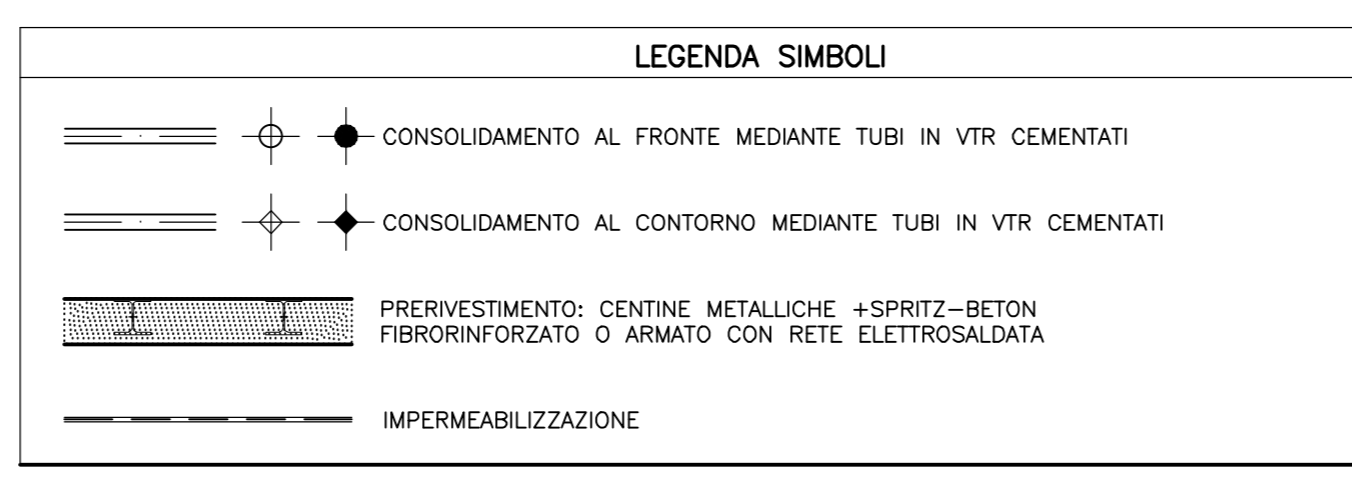 LEGENDA SIMBOLI
CONSOLIDAMENTO AL FRONTE MEDIANTE TUBI IN VTR CEMENTATI
CONSOLIDAMENTO AL CONTORNO MEDIANTE TUBI IN VTR CEMENTATI
PRERIVESTIMENTO: CENTINE METALLICHE +SPRITZ-BETON
FIBRORINFORZATO O ARMATO CON RETE ELETTROSALDATA
IMPERMEABILIZZAZIONE